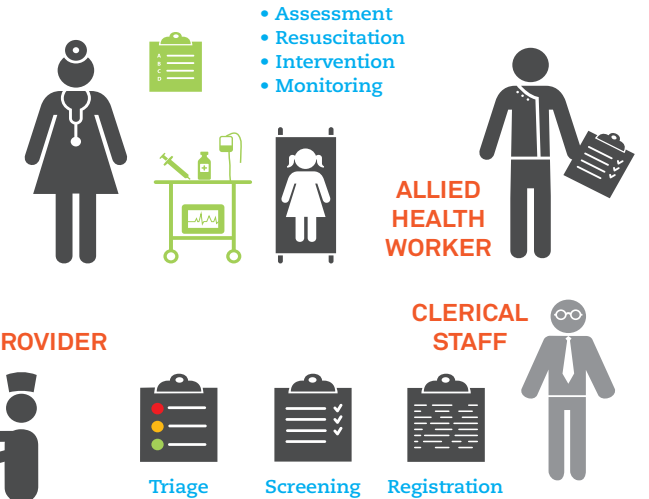 • Assessment
• Resuscitation
• Intervention
• Monitoring
A
B
C
D
ALLIED
HEALTH
WORKER
CLERICAL
STAFF
ROVIDER
Triage
Screening
Registration